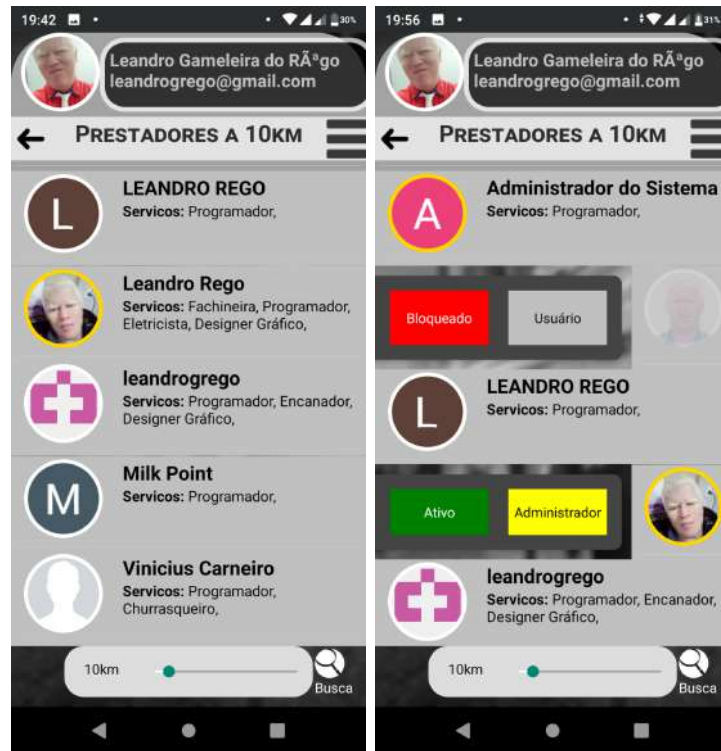 19:42
30%
Leandro Gameleira do RÃªgo
leandrogrego@gmail.com
PRESTADORES A 10KM
L
LEANDRO REGO
Servicos: Programador,
Leandro Rego
Servicos: Fachineira, Programador,
Eletricista, Designer Gráfico,
leandrogrego
Servicos: Programador, Encanador,
Designer Gráfico,
M
Milk Point
Servicos: Programador,
Vinicius Carneiro
Servicos: Programador,
Churrasqueiro,
10km
Busca
19:56
31%
Leandro Gameleira do RÃªgo
leandrogrego@gmail.com
PRESTADORES A 10KM
A
Administrador do Sistema
Servicos: Programador,
Bloqueado
Usuário
L
LEANDRO REGO
Servicos: Programador,
Ativo
Administrador
leandrogrego
Servicos: Programador, Encanador,
Designer Gráfico,
10km
Busca